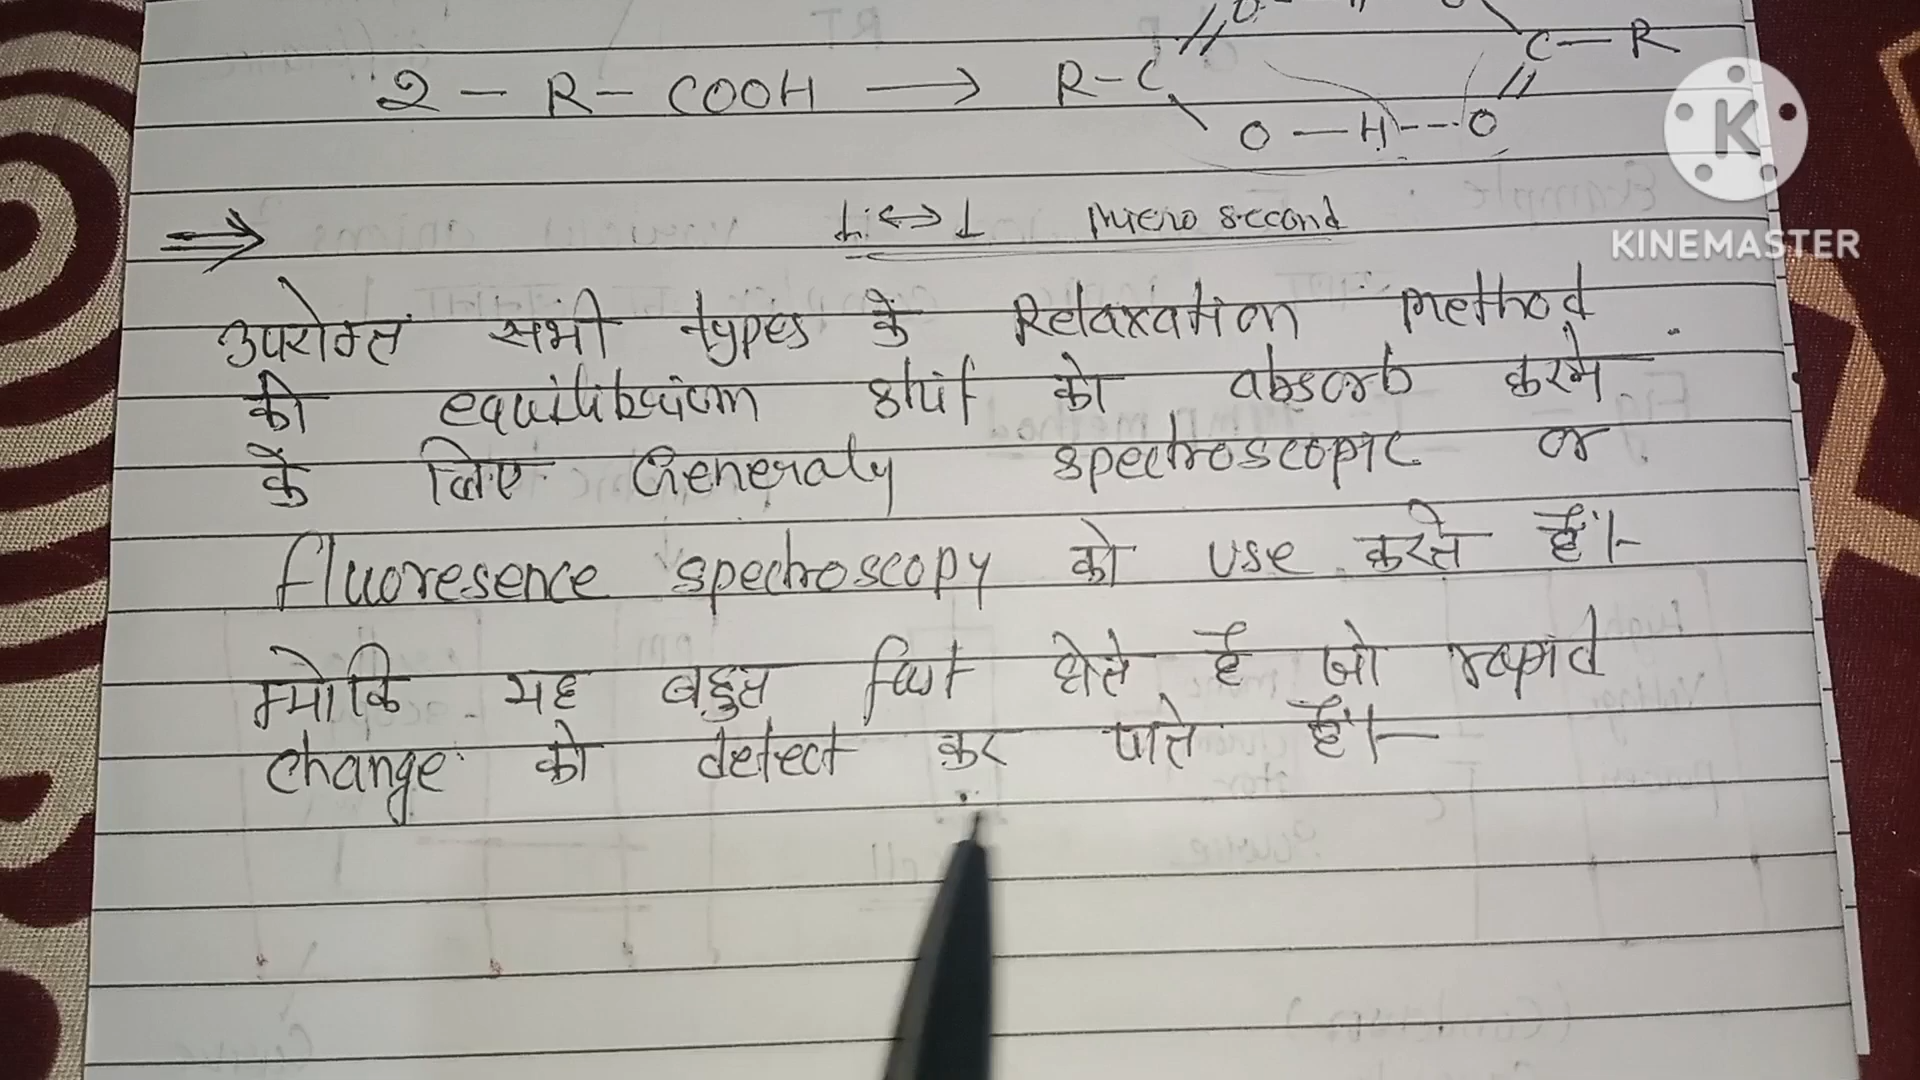 O
C — R
2 — R — COOH ⟶ R-C
O — H --- O
K
KINEMASTER
⇒ ↔ micro second
उपरोक्त सभी types के Relaxation method
की equilibrium shif को absorb करने
के लिए Generaly spectroscopic or
fluoresence spectroscopy को use करते हैं।-
क्योकि यह बहुत fast होते है जो rapid
change को detect कर पाते हैं।—